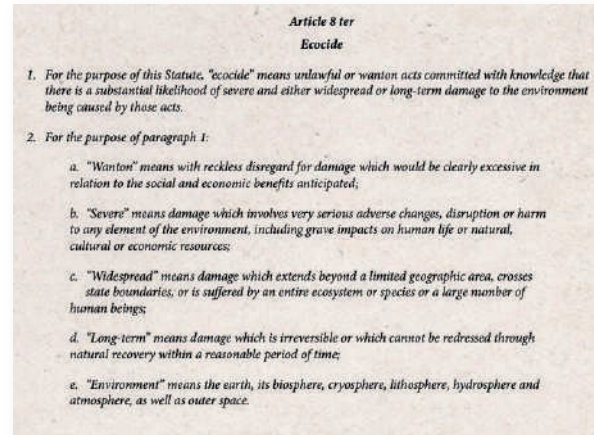 Article 8 ter
Ecocide
1. For the purpose of this Statute, "ecocide" means unlawful or wanton acts committed with knowledge that
there is a substantial likelihood of severe and either widespread or long-term damage to the environment
being caused by those acts.
2. For the purpose of paragraph 1:
a. "Wanton" means with reckless disregard for damage which would be clearly excessive in
relation to the social and economic benefits anticipated;
b. "Severe" means damage which involves very serious adverse changes, disruption or harm
to any element of the environment, including grave impacts on human life or natural,
cultural or economic resources;
c. "Widespread" means damage which extends beyond a limited geographic area, crosses
state boundaries, or is suffered by an entire ecosystem or species or a large number of
human beings;
d. "Long-term" means damage which is irreversible or which cannot be redressed through
natural recovery within a reasonable period of time;
e. "Environment" means the earth, its biosphere, cryosphere, lithosphere, hydrosphere and
atmosphere, as well as outer space.